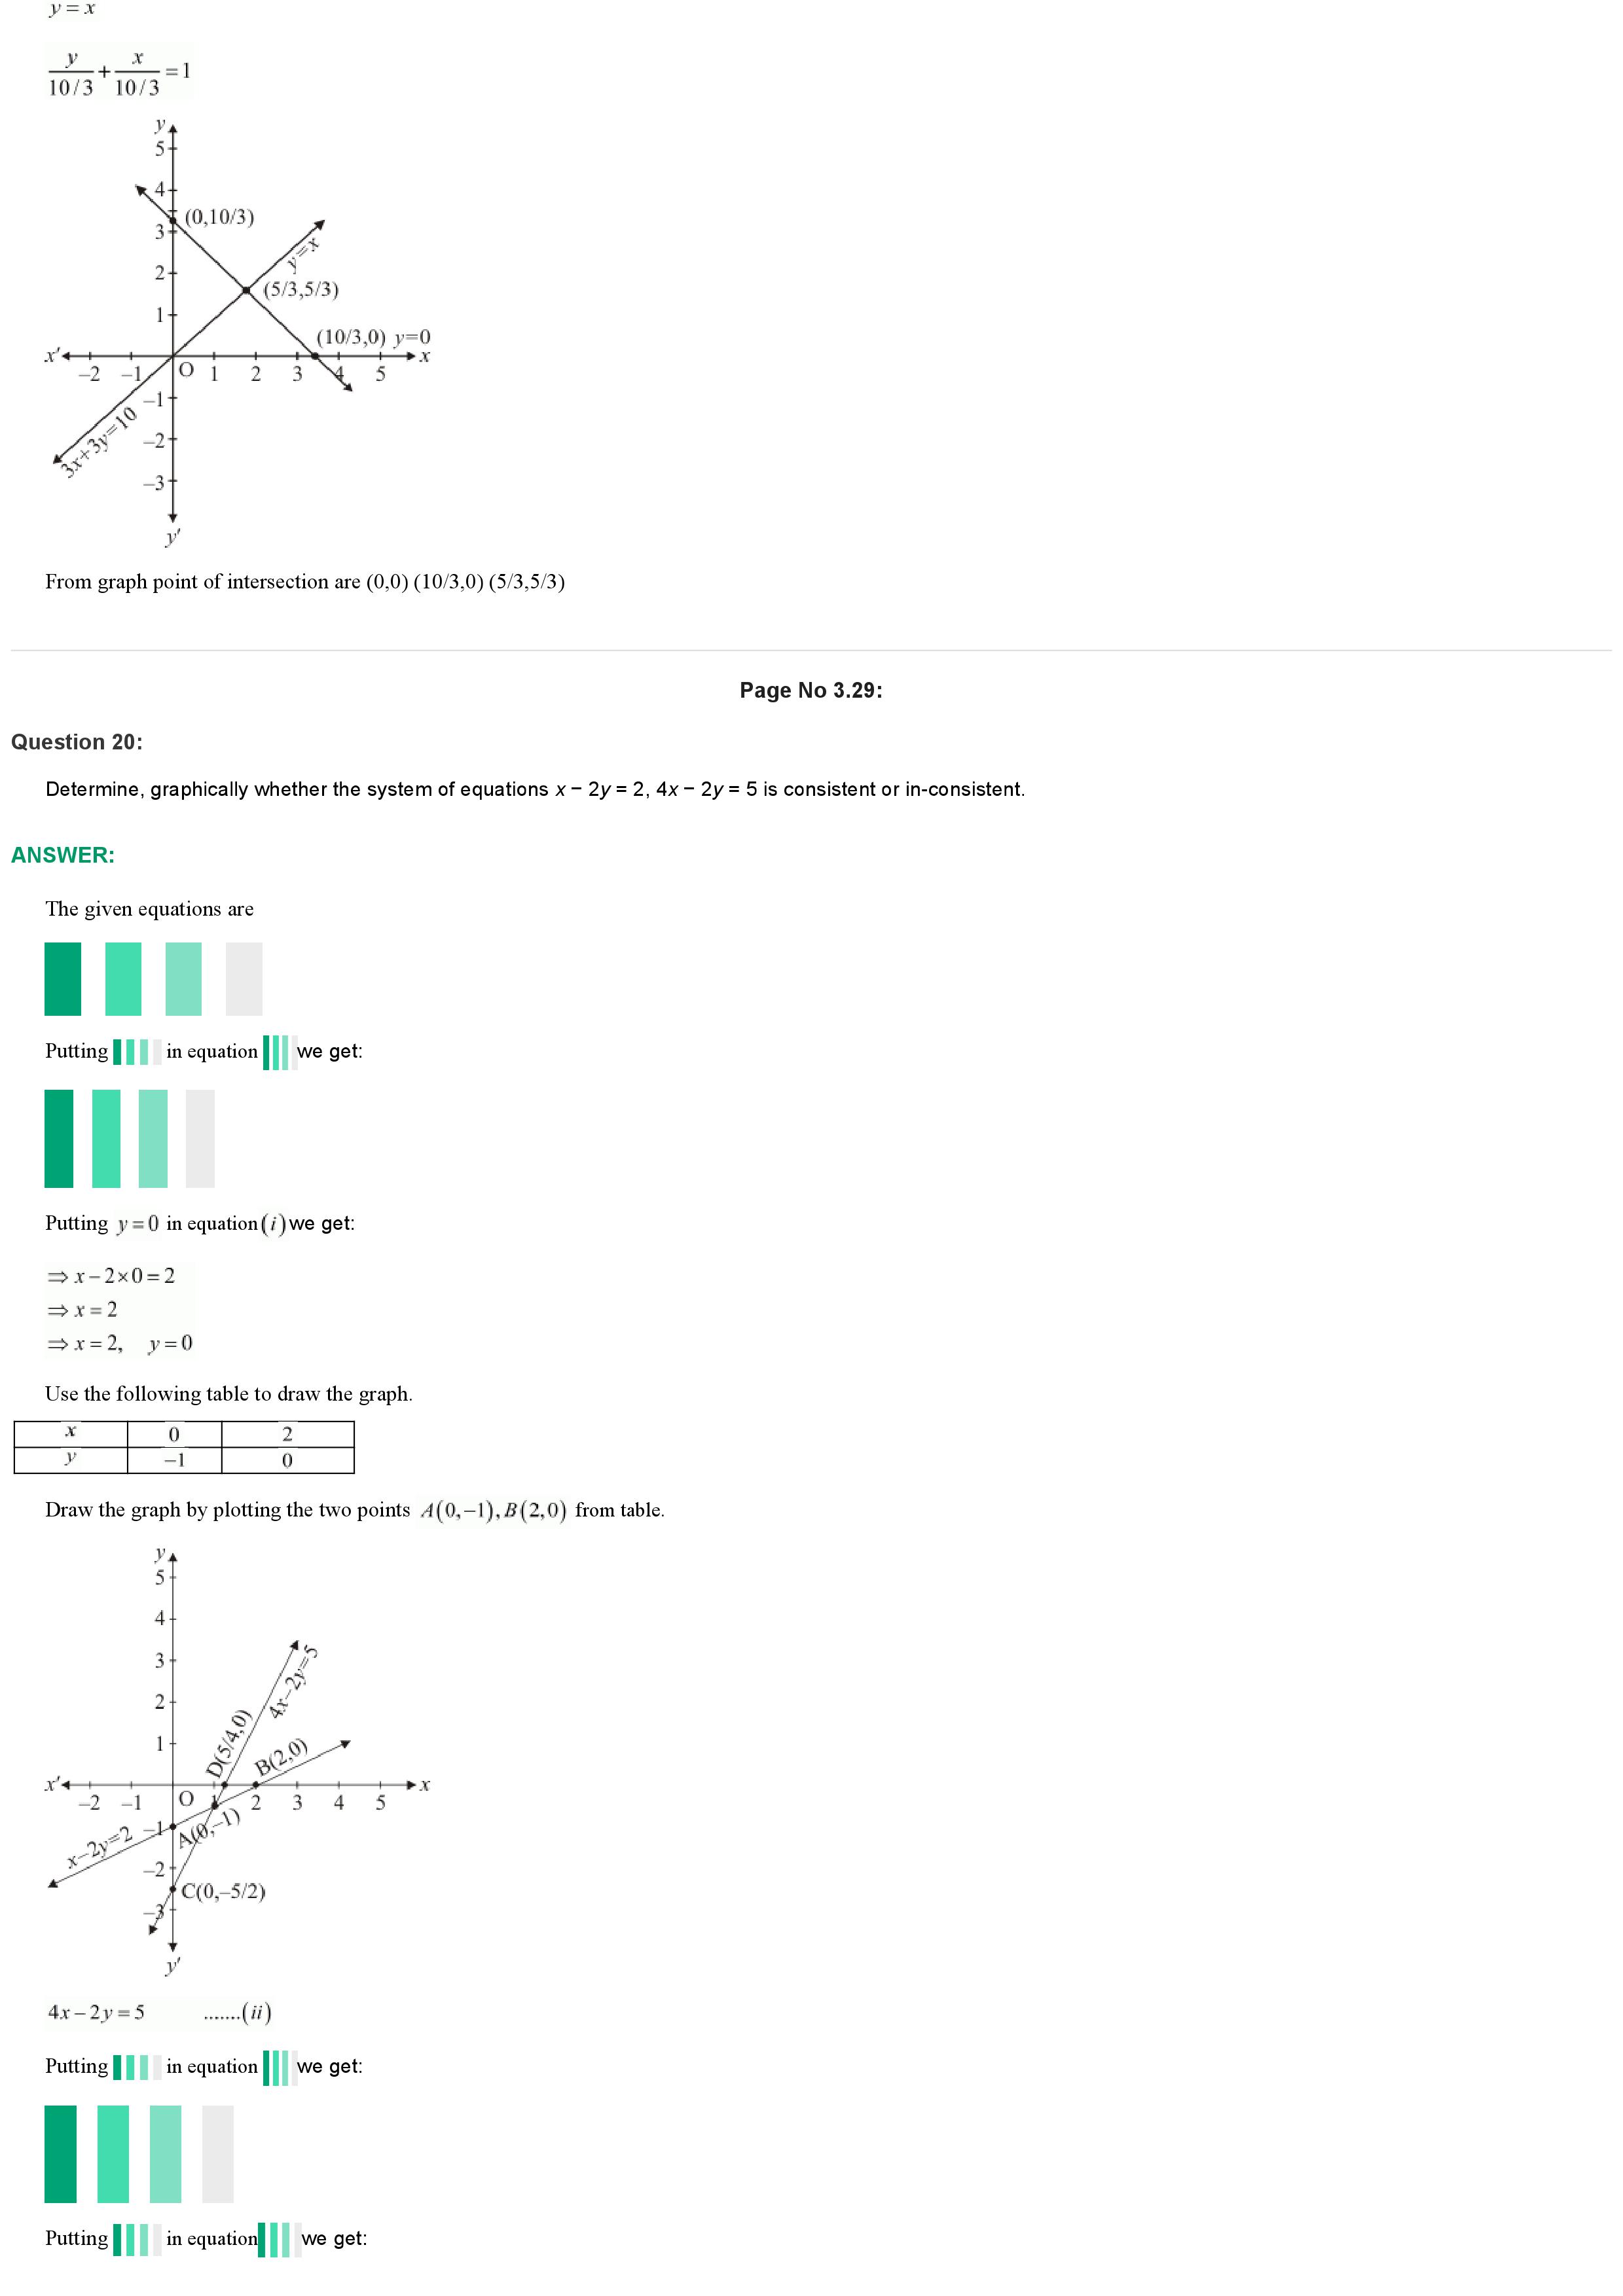 y = x
y/(10/3) + x/(10/3) = 1
y
5
4
(0,10/3)
3
y=x
2
(5/3,5/3)
1
(10/3,0) y=0
x′ x
−2 −1 O 1 2 3 4 5
−1
3x+3y=10
−2
−3
y′
From graph point of intersection are (0,0) (10/3,0) (5/3,5/3)
Page No 3.29:
Question 20:
Determine, graphically whether the system of equations x − 2y = 2, 4x − 2y = 5 is consistent or in-consistent.
ANSWER:
The given equations are
Putting in equation we get:
Putting y = 0 in equation (i) we get:
⇒ x − 2 × 0 = 2
⇒ x = 2
⇒ x = 2, y = 0
Use the following table to draw the graph.
x 0 2
y −1 0
Draw the graph by plotting the two points A(0,−1), B(2,0) from table.
y
5
4
3
4x−2y=5
2
D(5/4,0)
1
B(2,0)
x′ x
−2 −1 O 1 2 3 4 5
−1
A(0,−1)
x−2y=2
−2
C(0,−5/2)
−3
y′
4x − 2y = 5 .......(ii)
Putting in equation we get:
Putting in equation we get: